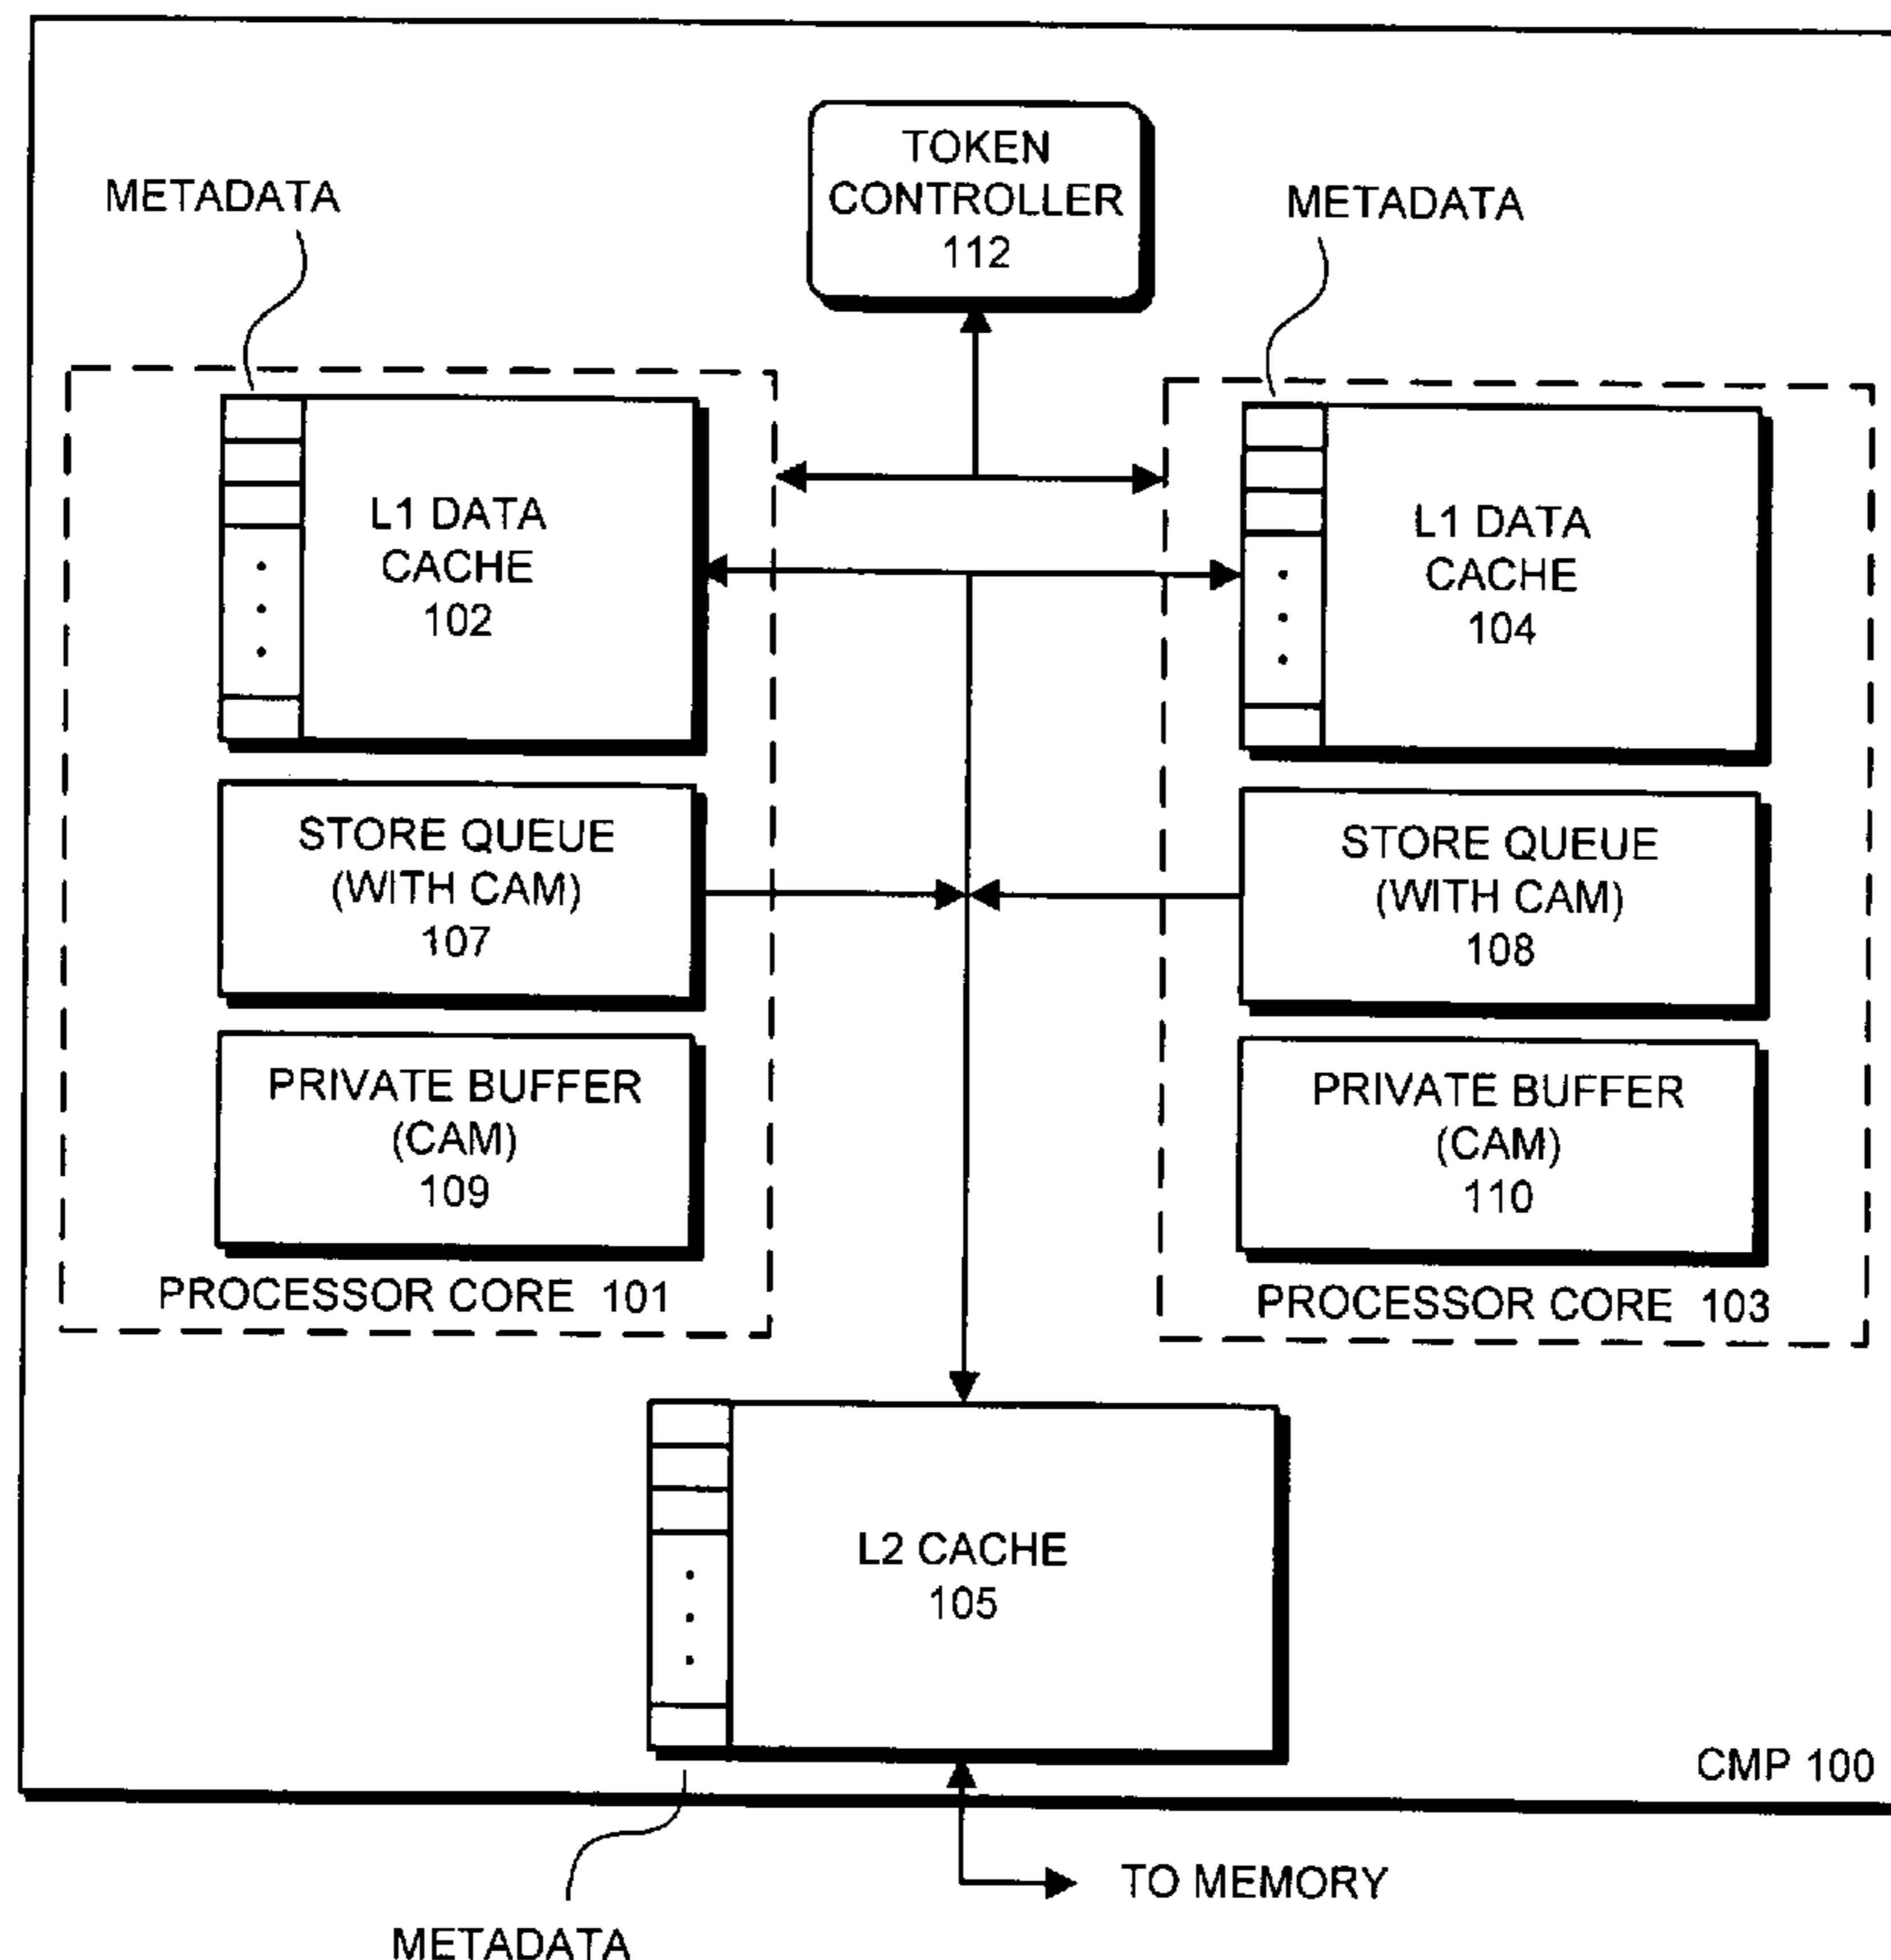 TOKEN
CONTROLLER
112
METADATA
METADATA
L1 DATA
CACHE
102
L1 DATA
CACHE
104
STORE QUEUE
(WITH CAM)
107
STORE QUEUE
(WITH CAM)
108
PRIVATE BUFFER
(CAM)
109
PRIVATE BUFFER
(CAM)
110
PROCESSOR CORE 101
PROCESSOR CORE 103
L2 CACHE
105
CMP 100
TO MEMORY
METADATA